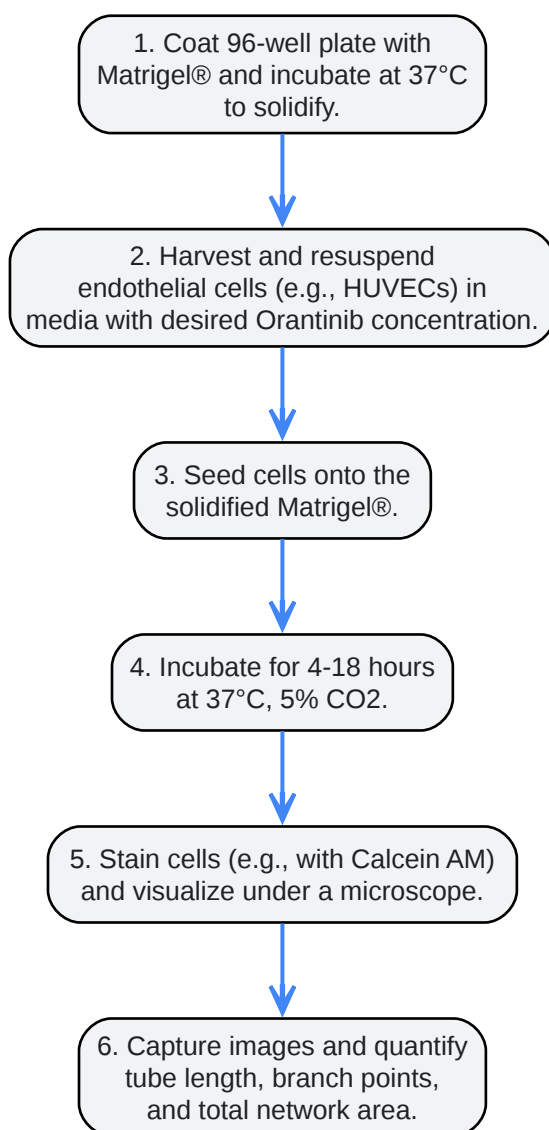 1. Coat 96-well plate with
Matrigel® and incubate at 37°C
to solidify.
2. Harvest and resuspend
endothelial cells (e.g., HUVECs) in
media with desired Orantinib concentration.
3. Seed cells onto the
solidified Matrigel®.
4. Incubate for 4-18 hours
at 37°C, 5% CO2.
5. Stain cells (e.g., with Calcein AM)
and visualize under a microscope.
6. Capture images and quantify
tube length, branch points,
and total network area.